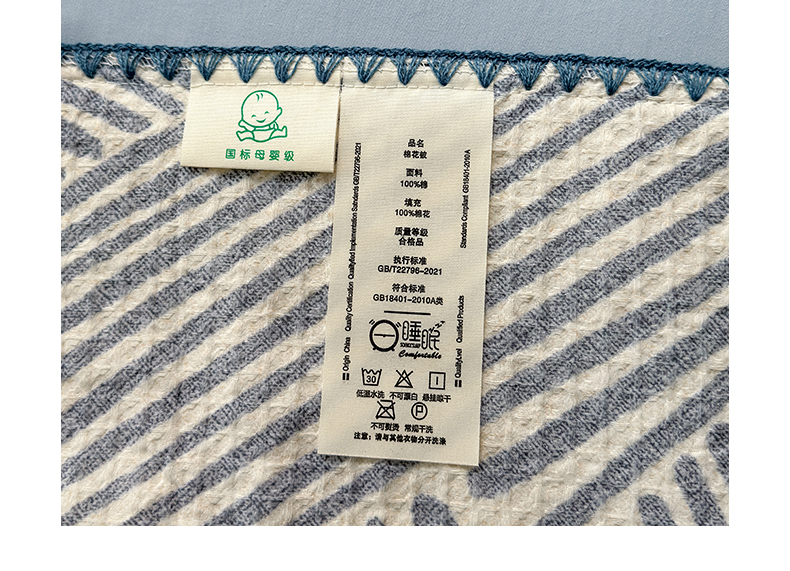 国标母婴级
品名
棉花被
面料
100%棉
填充
100%棉花
质量等级
合格品
执行标准
GB/T22796-2021
符合标准
GB18401-2010A类
睡眠
Comfortable
30
低温水洗 不可漂白 悬挂晾干
P
不可熨烫 常规干洗
注意：请与其他衣物分开洗涤
Origin China Quality Certification QualityAnd Implementation Satndards GB/T22796-2021
Standards Compliant GB18401-2010A
QualityLevel Qualified Products